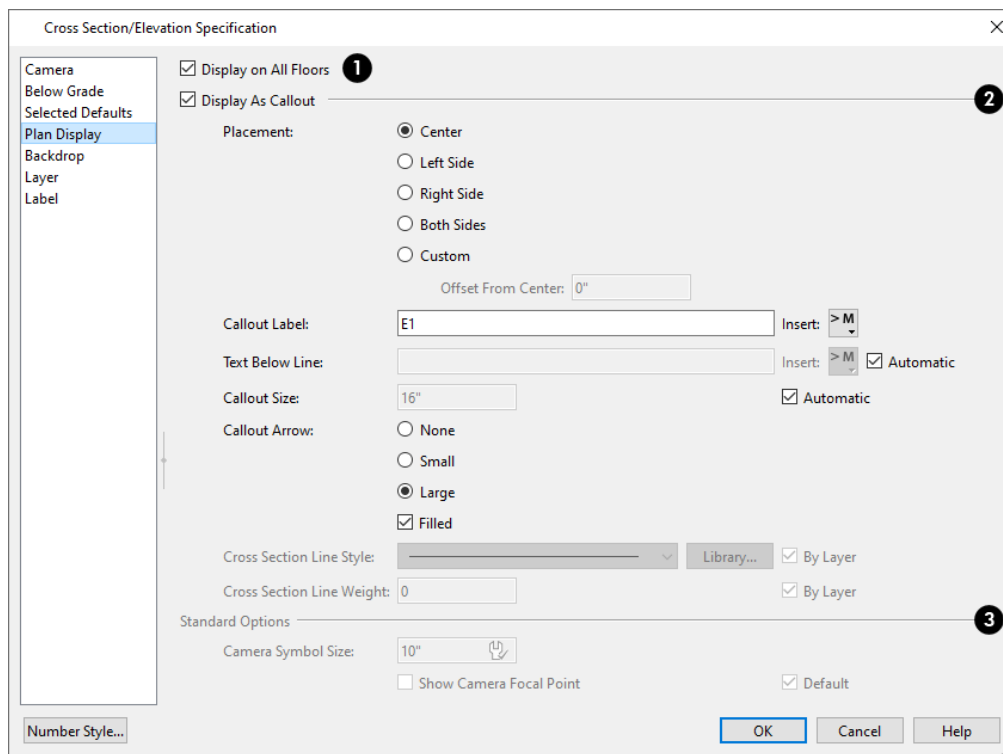 Cross Section/Elevation Specification
Camera
Below Grade
Selected Defaults
Plan Display
Backdrop
Layer
Label
Display on All Floors 1
Display As Callout 2
Placement: Center
Left Side
Right Side
Both Sides
Custom
Offset From Center: 0"
Callout Label: E1 Insert: > M
Text Below Line: Insert: > M Automatic
Callout Size: 16" Automatic
Callout Arrow: None
Small
Large
Filled
Cross Section Line Style: Library... By Layer
Cross Section Line Weight: 0 By Layer
Standard Options 3
Camera Symbol Size: 10"
Show Camera Focal Point Default
Number Style... OK Cancel Help